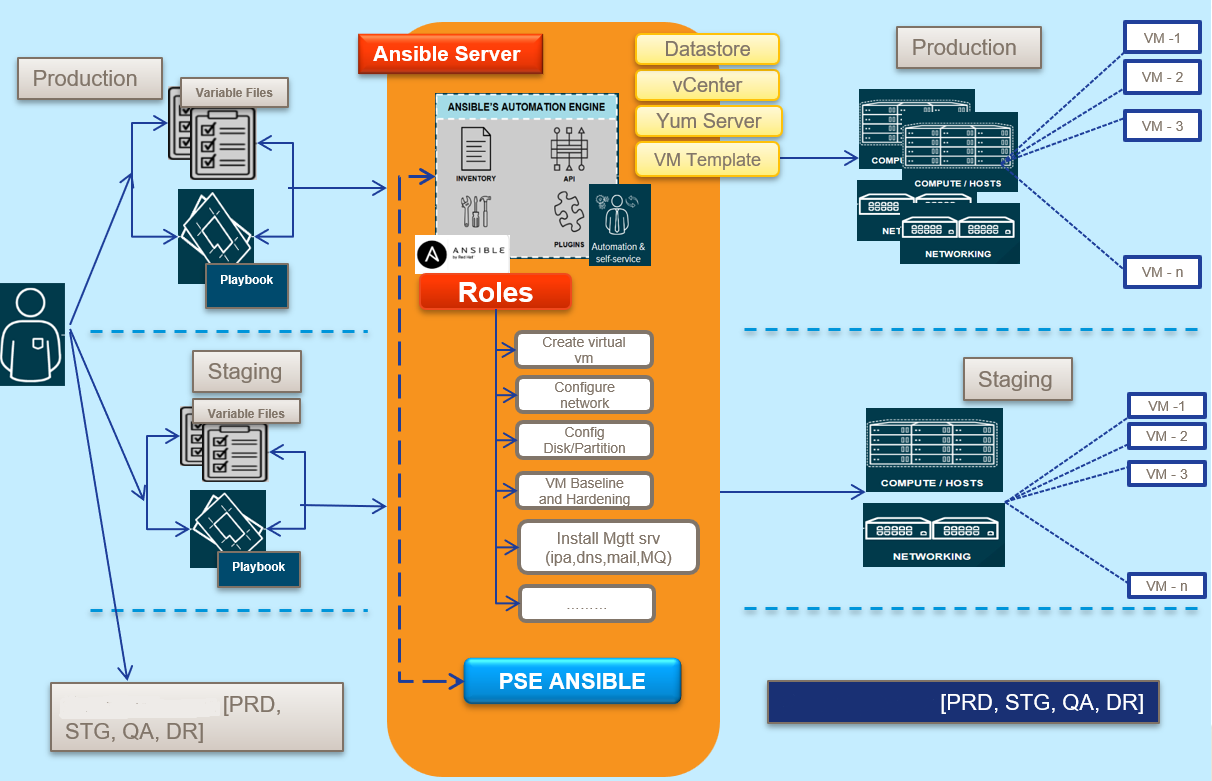 Production
Variable Files
Playbook
Staging
Variable Files
Playbook
[PRD,
STG, QA, DR]
Ansible Server
Datastore
vCenter
Yum Server
VM Template
ANSIBLE'S AUTOMATION ENGINE
INVENTORY
API
PLUGINS
ANSIBLE
by Red Hat
Automation &
self-service
Roles
Create virtual
vm
Configure
network
Config
Disk/Partition
VM Baseline
and Hardening
Install Mgtt srv
(ipa,dns,mail,MQ)
.........
PSE ANSIBLE
Production
COMPU
COMPUTE / HOSTS
NET
NETWORKING
VM -1
VM - 2
VM - 3
VM - n
Staging
COMPUTE / HOSTS
NETWORKING
VM -1
VM - 2
VM - 3
VM - n
[PRD, STG, QA, DR]